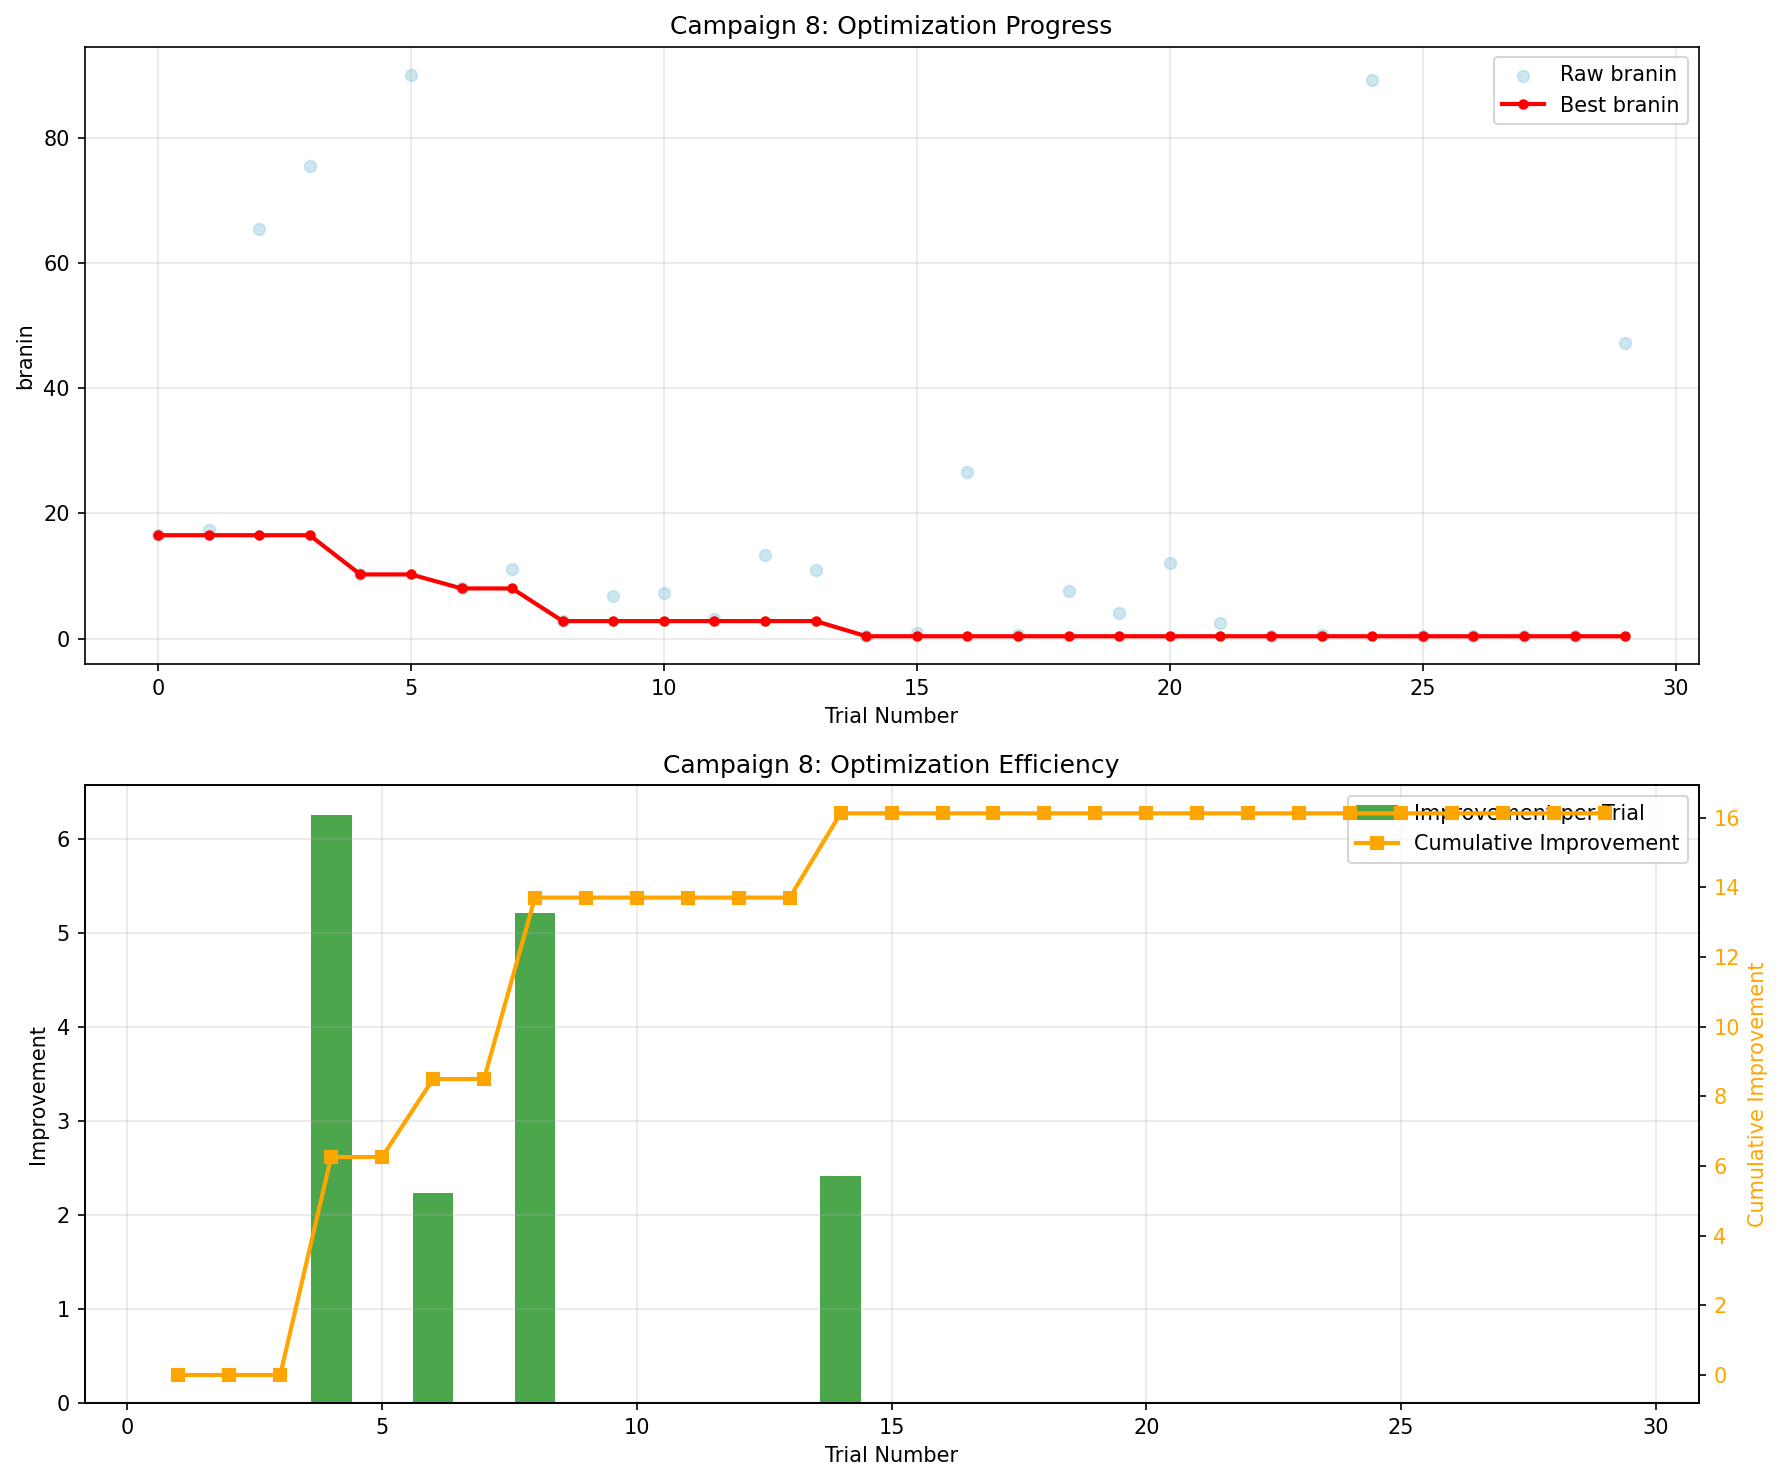 Campaign 8: Optimization Progress
Raw branin
Best branin
80
60
40
20
0
branin
0 5 10 15 20 25 30
Trial Number
Campaign 8: Optimization Efficiency
Improvement per Trial
Cumulative Improvement
6
5
4
3
2
1
0
Improvement
16
14
12
10
8
6
4
2
0
Cumulative Improvement
0 5 10 15 20 25 30
Trial Number